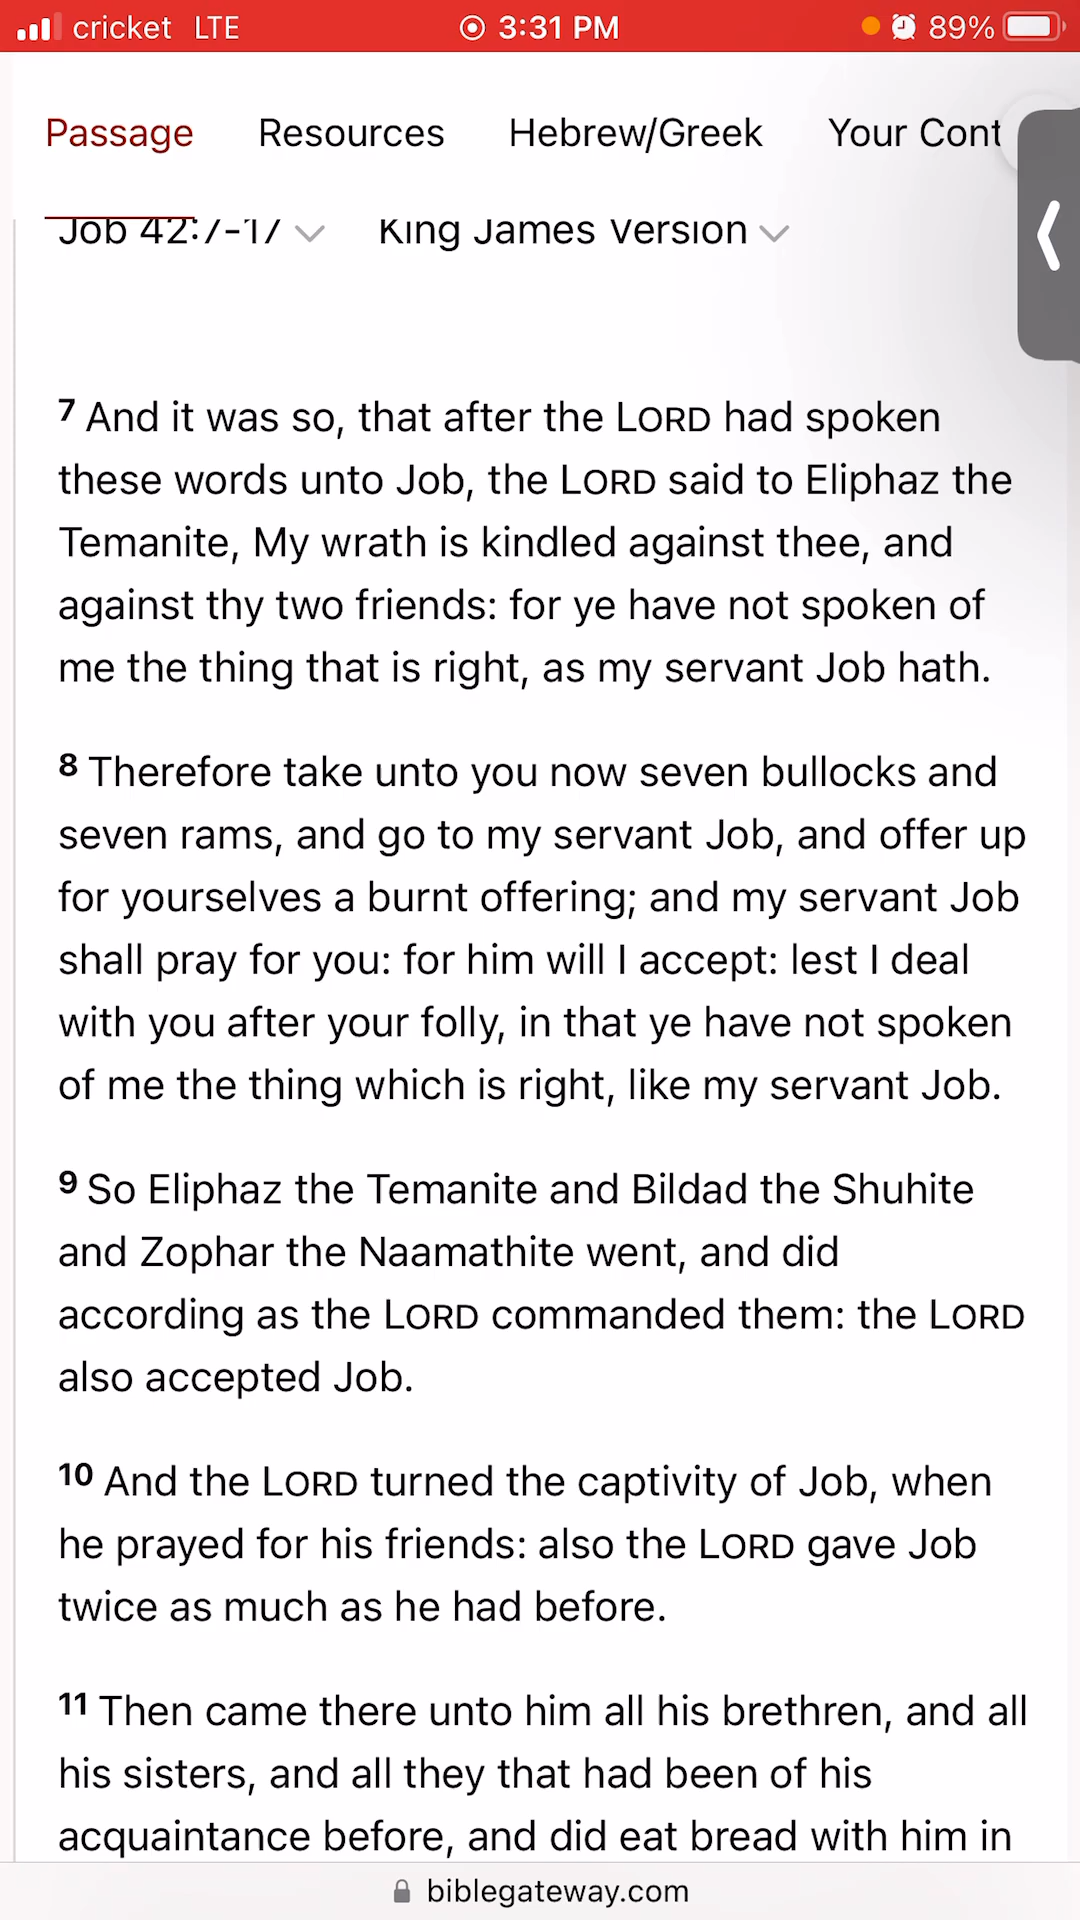 cricket LTE 3:31 PM 89%
Passage Resources Hebrew/Greek Your Cont
Job 42:7-17 King James Version
7 And it was so, that after the LORD had spoken
these words unto Job, the LORD said to Eliphaz the
Temanite, My wrath is kindled against thee, and
against thy two friends: for ye have not spoken of
me the thing that is right, as my servant Job hath.
8 Therefore take unto you now seven bullocks and
seven rams, and go to my servant Job, and offer up
for yourselves a burnt offering; and my servant Job
shall pray for you: for him will I accept: lest I deal
with you after your folly, in that ye have not spoken
of me the thing which is right, like my servant Job.
9 So Eliphaz the Temanite and Bildad the Shuhite
and Zophar the Naamathite went, and did
according as the LORD commanded them: the LORD
also accepted Job.
10 And the LORD turned the captivity of Job, when
he prayed for his friends: also the LORD gave Job
twice as much as he had before.
11 Then came there unto him all his brethren, and all
his sisters, and all they that had been of his
acquaintance before, and did eat bread with him in
biblegateway.com